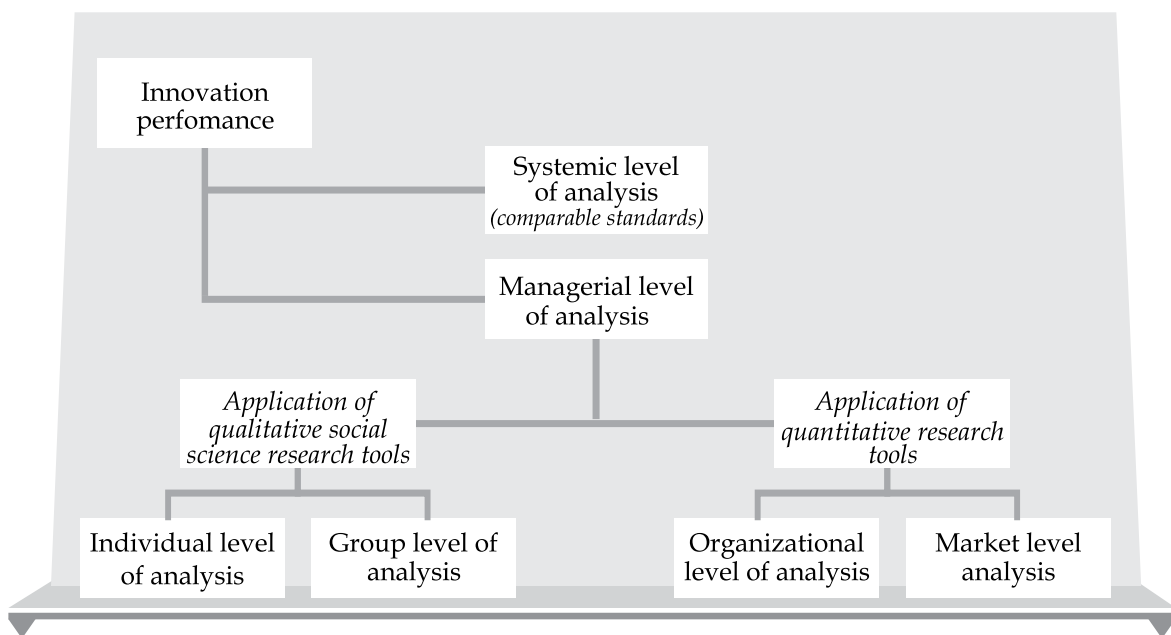 Innovation
perfomance
Systemic level
of analysis
(comparable standards)
Managerial level
of analysis
Application of
qualitative social
science research tools
Application of
quantitative research
tools
Individual level
of analysis
Group level of
analysis
Organizational
level of analysis
Market level
analysis